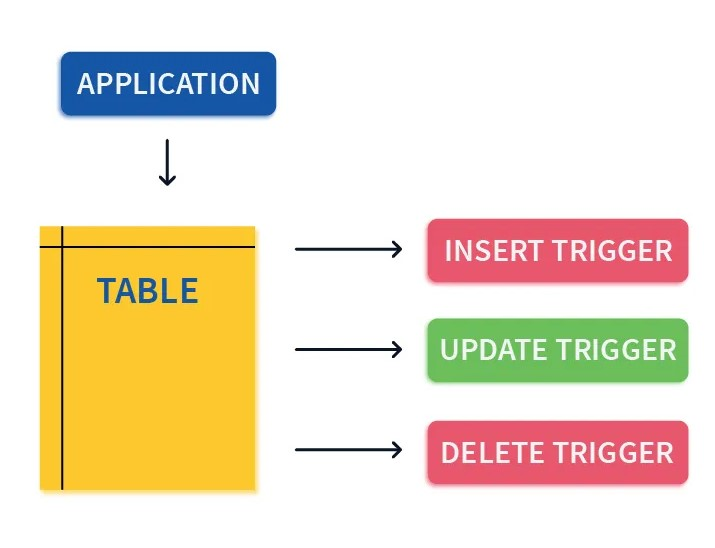 APPLICATION
TABLE
INSERT TRIGGER
UPDATE TRIGGER
DELETE TRIGGER